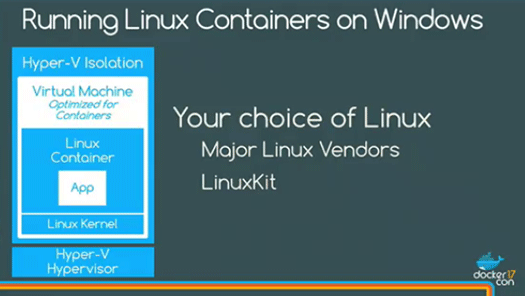 Running Linux Containers on Windows
Hyper-V Isolation
Virtual Machine
Optimized for
Containers
Linux
Container
App
Linux Kernel
Hyper-V
Hypervisor
Your choice of Linux
Major Linux Vendors
LinuxKit
docker 17
con